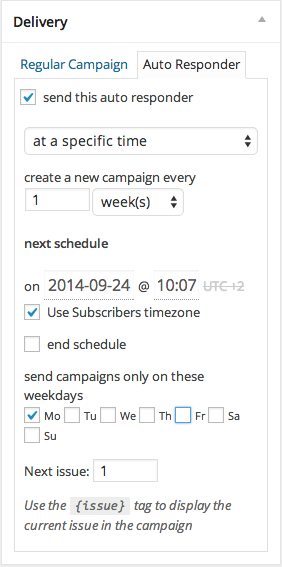 Delivery
Regular Campaign Auto Responder
send this auto responder
at a specific time
create a new campaign every
1 week(s)
next schedule
on 2014-09-24 @ 10:07 UTC +2
Use Subscribers timezone
end schedule
send campaigns only on these
weekdays
Mo Tu We Th Fr Sa
Su
Next issue: 1
Use the {issue} tag to display the
current issue in the campaign